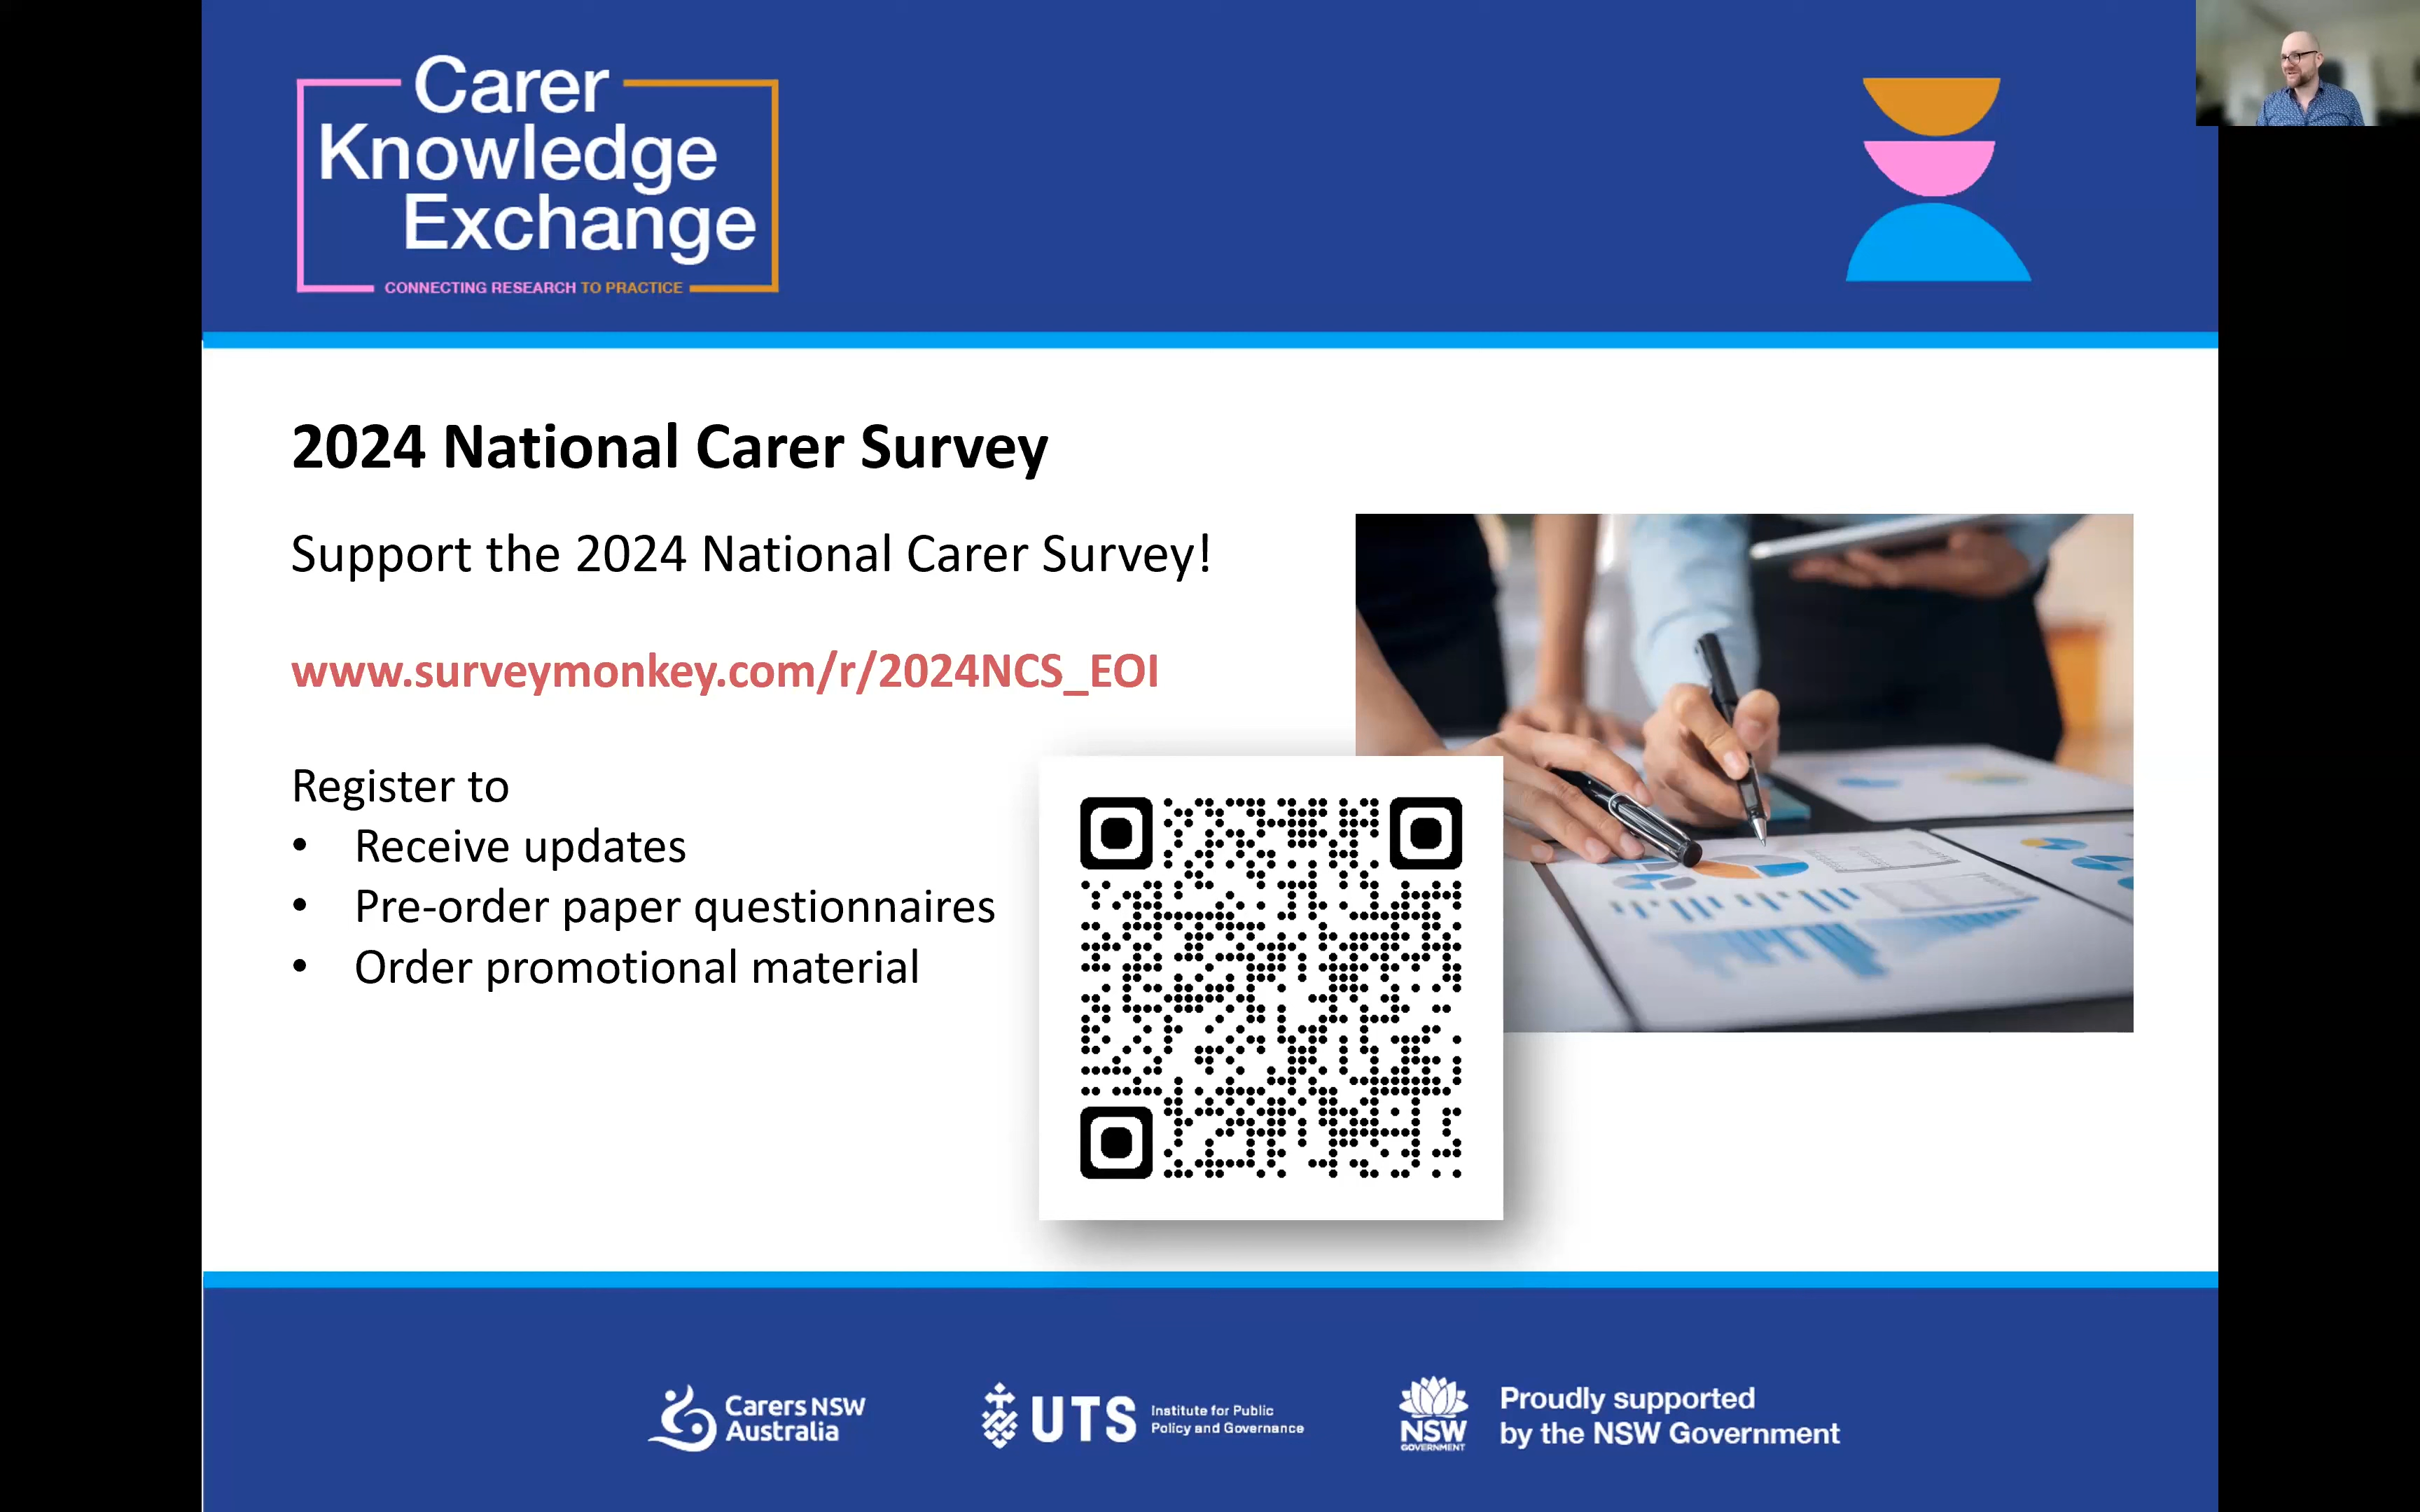 Carer
Knowledge
Exchange
CONNECTING RESEARCH TO PRACTICE
2024 National Carer Survey
Support the 2024 National Carer Survey!
www.surveymonkey.com/r/2024NCS_EOI
Register to
• Receive updates
• Pre-order paper questionnaires
• Order promotional material
Carers NSW
Australia
UTS
Institute for Public
Policy and Governance
NSW
GOVERNMENT
Proudly supported
by the NSW Government